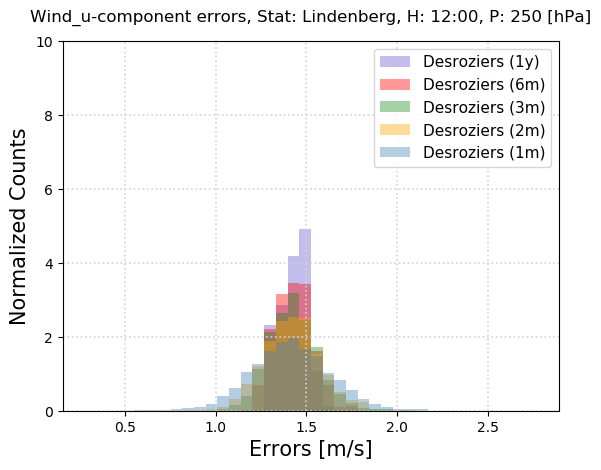 Wind_u-component errors, Stat: Lindenberg, H: 12:00, P: 250 [hPa]
Normalized Counts
10
8
6
4
2
0
Desroziers (1y)
Desroziers (6m)
Desroziers (3m)
Desroziers (2m)
Desroziers (1m)
0.5 1.0 1.5 2.0 2.5
Errors [m/s]